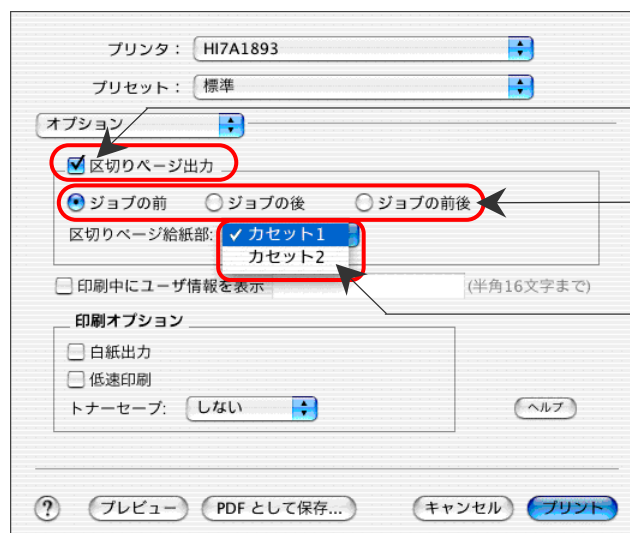 プリンタ： HI7A1893
プリセット： 標準
オプション
区切りページ出力
ジョブの前 ジョブの後 ジョブの前後
区切りページ給紙部: ✓ カセット1
カセット2
印刷中にユーザ情報を表示 (半角16文字まで)
印刷オプション
白紙出力
低速印刷
トナーセーブ: しない ヘルプ
? プレビュー PDF として保存... キャンセル プリント